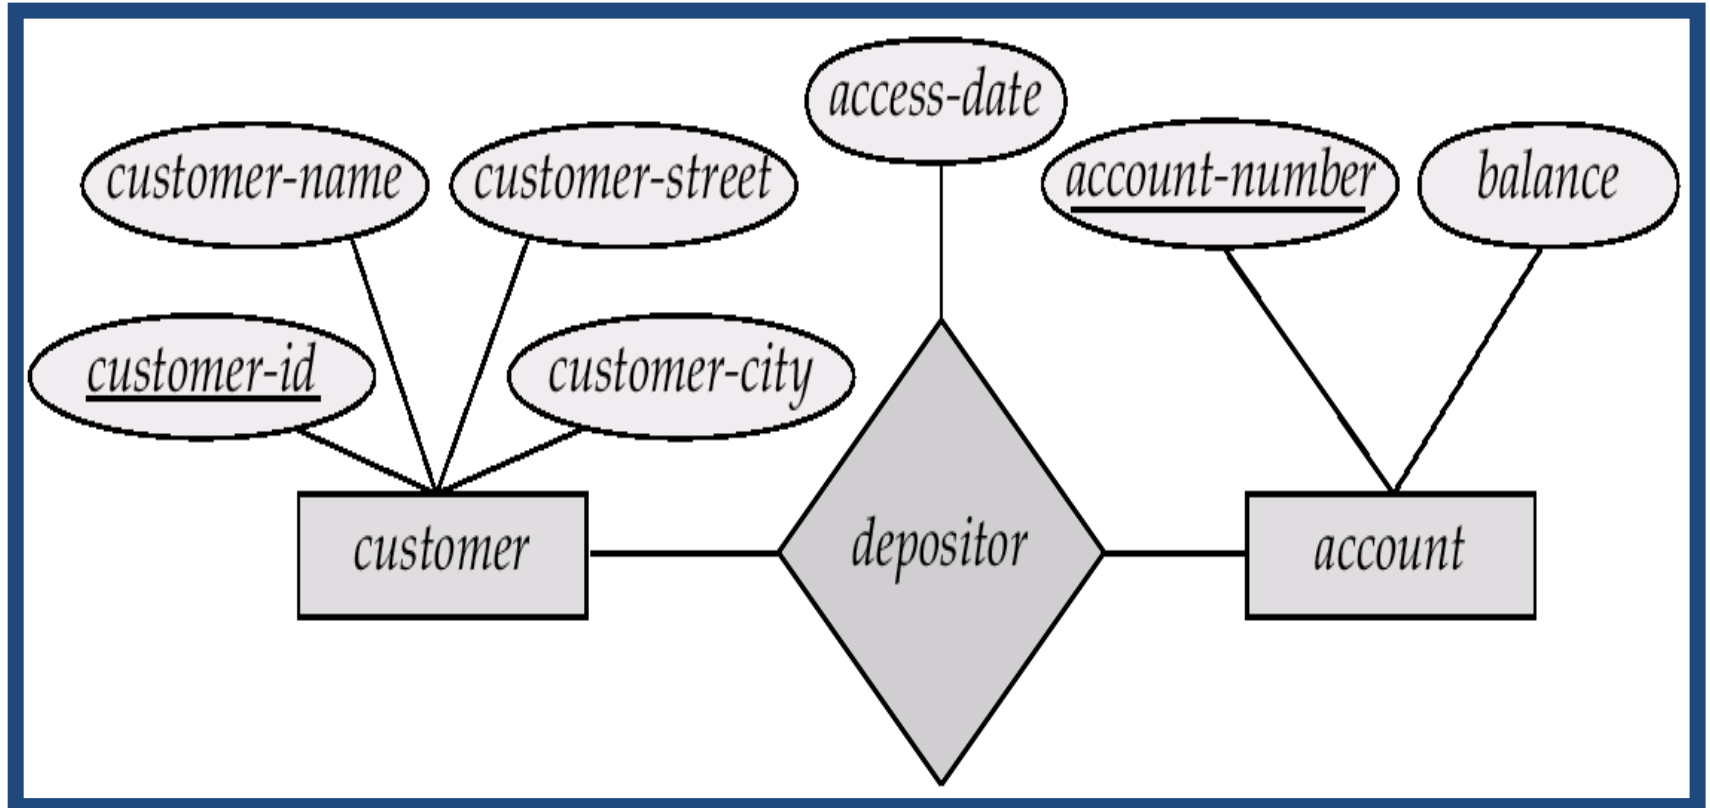 access-date
customer-name
customer-street
account-number
balance
customer-id
customer-city
customer
depositor
account